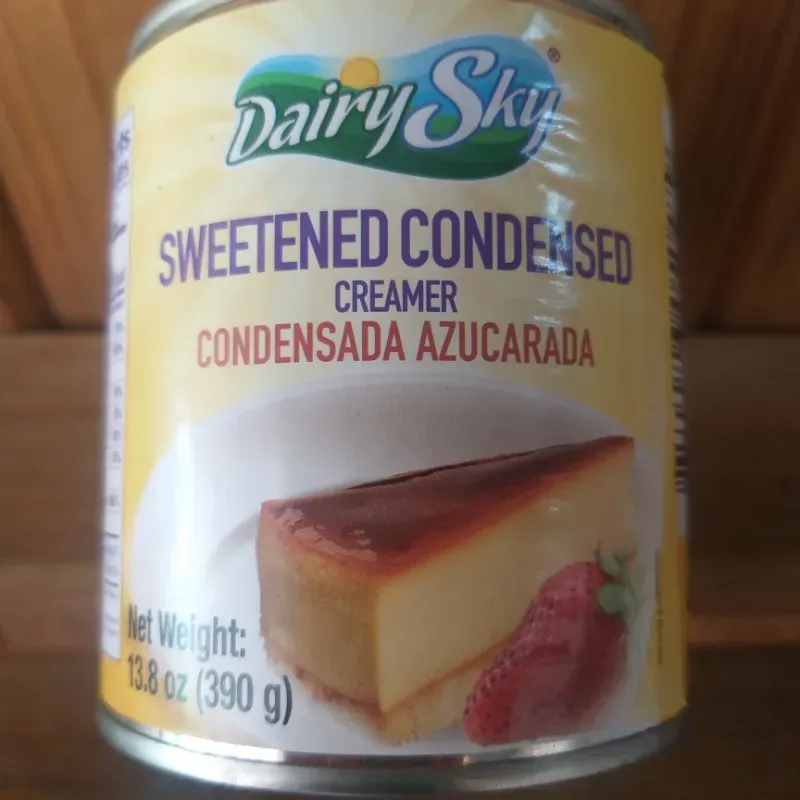 Dairy Sky®
SWEETENED CONDENSED
CREAMER
CONDENSADA AZUCARADA
Net Weight:
13.8 oz (390 g)